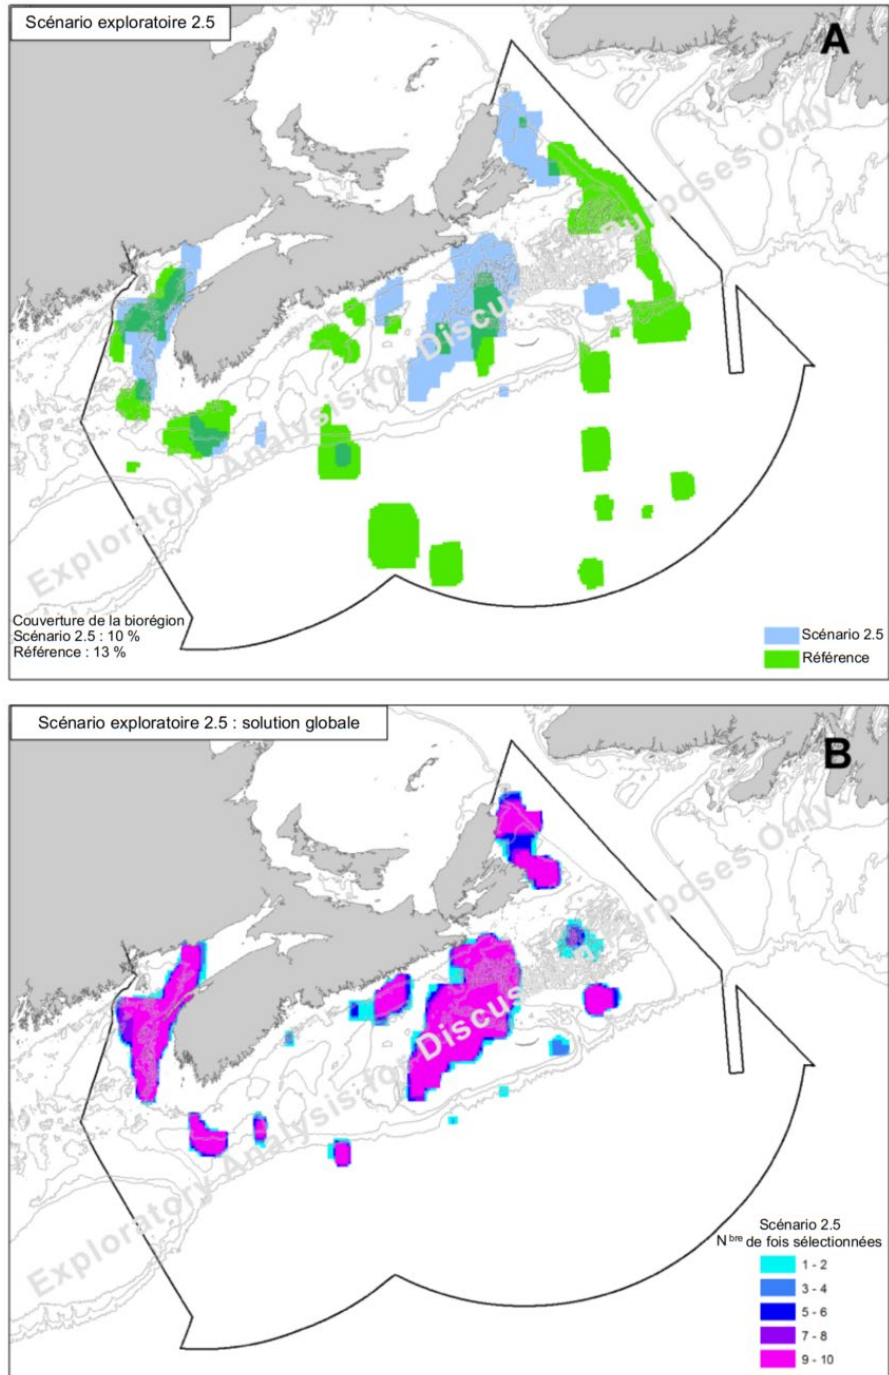 Scénario exploratoire 2.5
A
Exploratory Analysis for Discus Purposes Only
Couverture de la biorégion
Scénario 2.5 : 10 %
Référence : 13 %
Scénario 2.5
Référence
Scénario exploratoire 2.5 : solution globale
B
Exploratory Analysis for Discus Purposes Only
Scénario 2.5
Nbre de fois sélectionnées
1 - 2
3 - 4
5 - 6
7 - 8
9 - 10